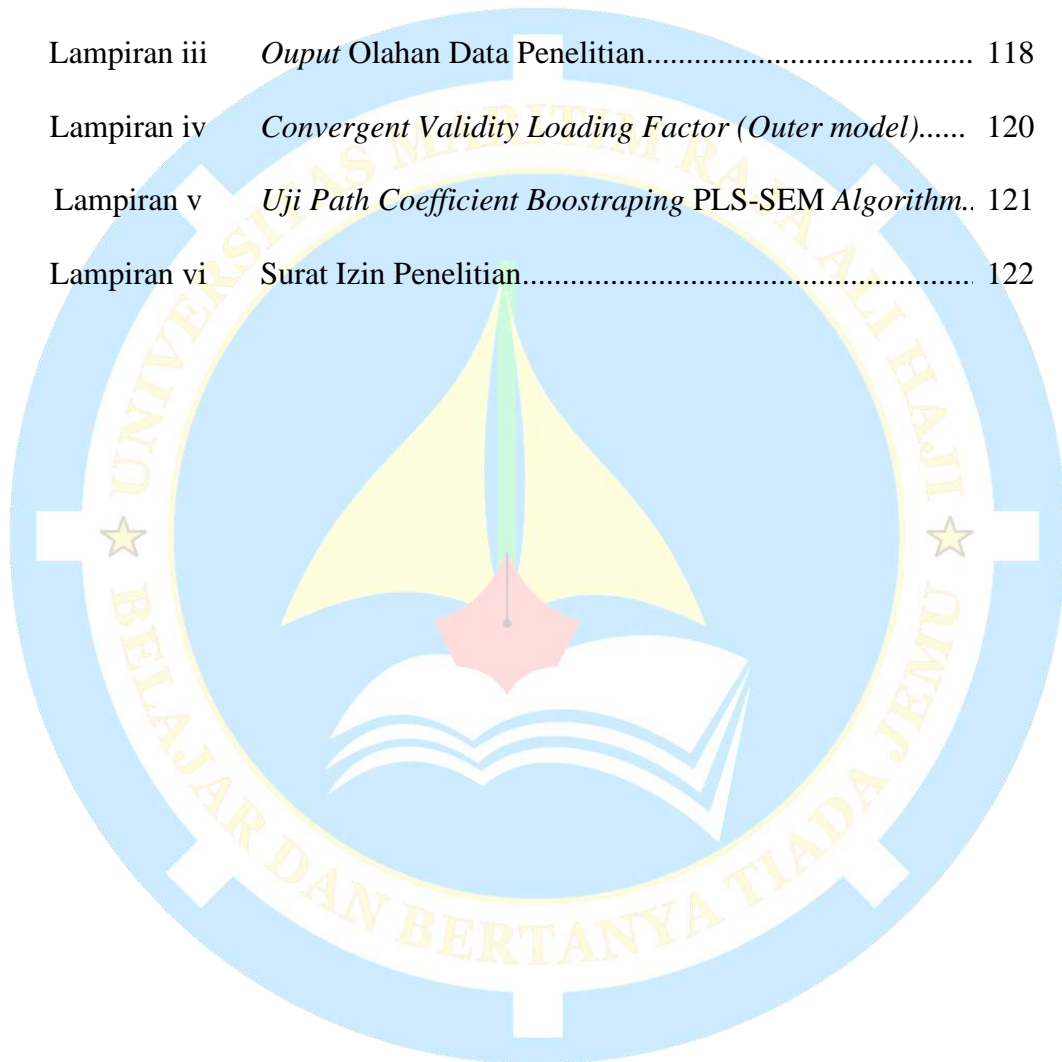 Lampiran iii Ouput Olahan Data Penelitian........................................ 118
Lampiran iv Convergent Validity Loading Factor (Outer model)...... 120
Lampiran v Uji Path Coefficient Boostraping PLS-SEM Algorithm.. 121
Lampiran vi Surat Izin Penelitian....................................................... 122
UNIVERSITAS MARITIM RAJA ALI HAJI
BELAJAR DAN BERTANYA TIADA JEMU